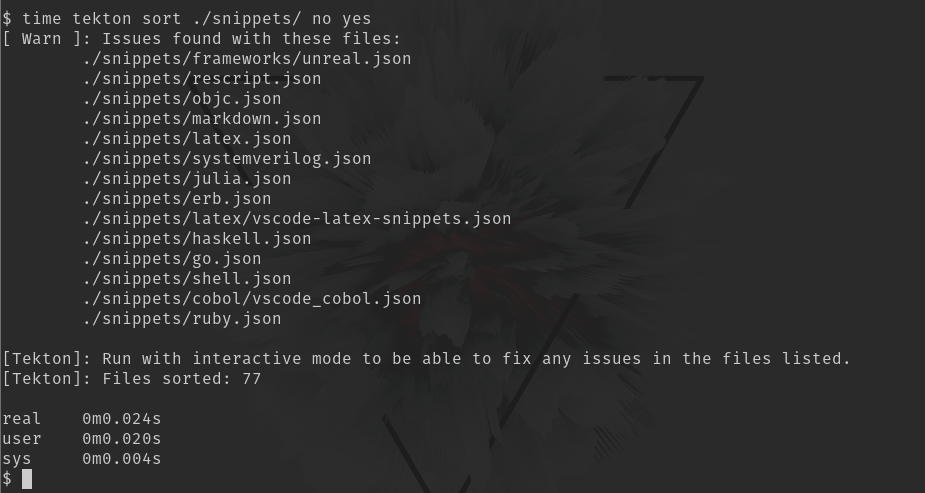 $ time tekton sort ./snippets/ no yes
[ Warn ]: Issues found with these files:
./snippets/frameworks/unreal.json
./snippets/rescript.json
./snippets/objc.json
./snippets/markdown.json
./snippets/latex.json
./snippets/systemverilog.json
./snippets/julia.json
./snippets/erb.json
./snippets/latex/vscode-latex-snippets.json
./snippets/haskell.json
./snippets/go.json
./snippets/shell.json
./snippets/cobol/vscode_cobol.json
./snippets/ruby.json
[Tekton]: Run with interactive mode to be able to fix any issues in the files listed.
[Tekton]: Files sorted: 77
real 0m0.024s
user 0m0.020s
sys 0m0.004s
$